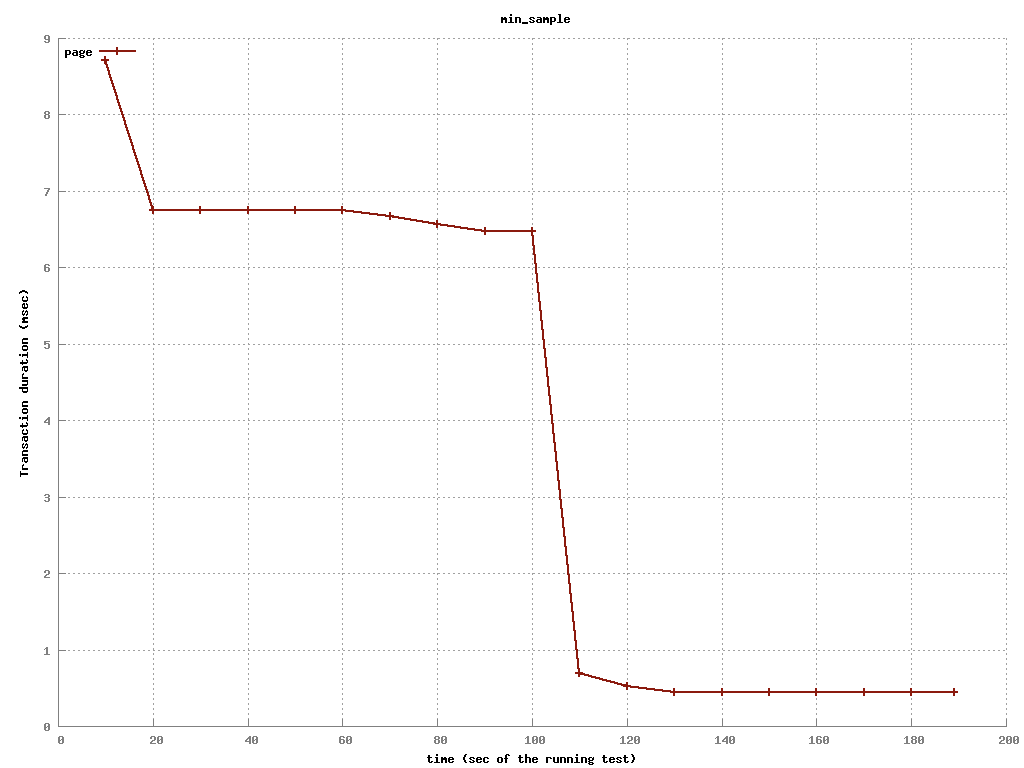 min_sample
page
9
8
7
6
5
4
3
2
1
0
Transaction duration (msec)
0 20 40 60 80 100 120 140 160 180 200
time (sec of the running test)